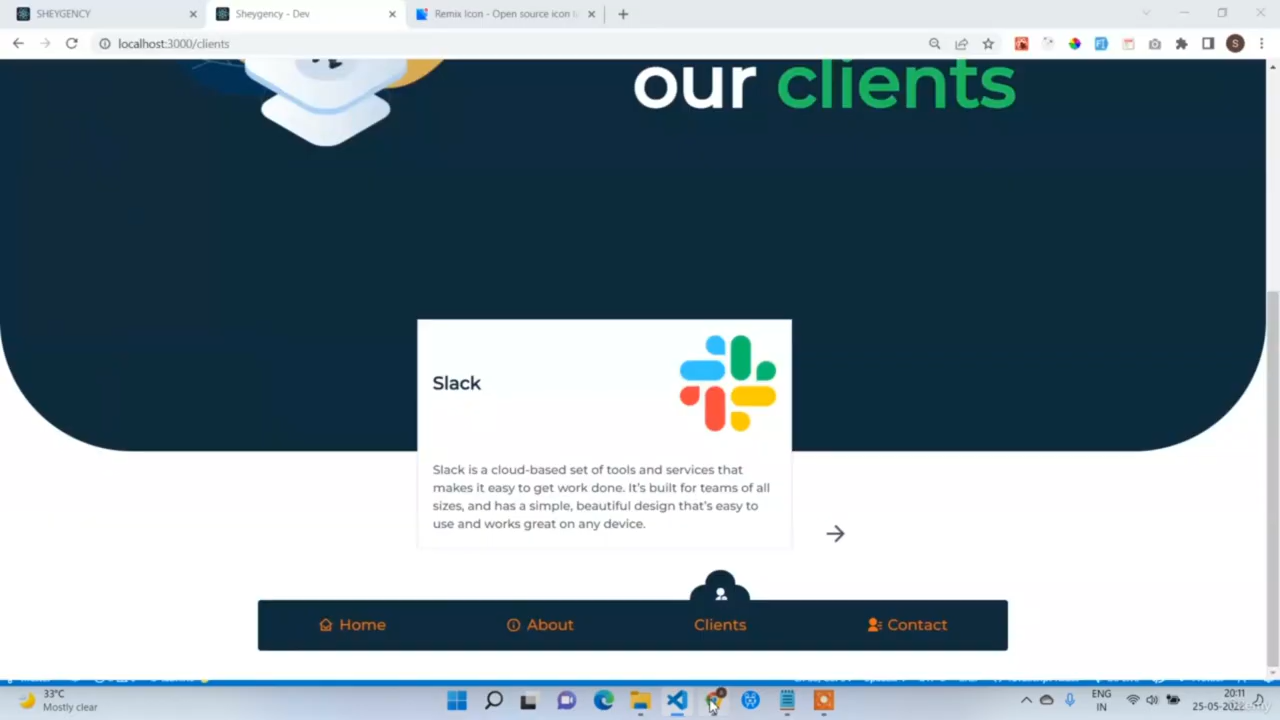 SHEYGENCY
Sheygency - Dev
Remix Icon - Open source icon
localhost:3000/clients
S
our clients
Slack
Slack is a cloud-based set of tools and services that
makes it easy to get work done. It's built for teams of all
sizes, and has a simple, beautiful design that's easy to
use and works great on any device.
Home
About
Clients
Contact
33°C
Mostly clear
ENG
IN
20:11
25-05-2022